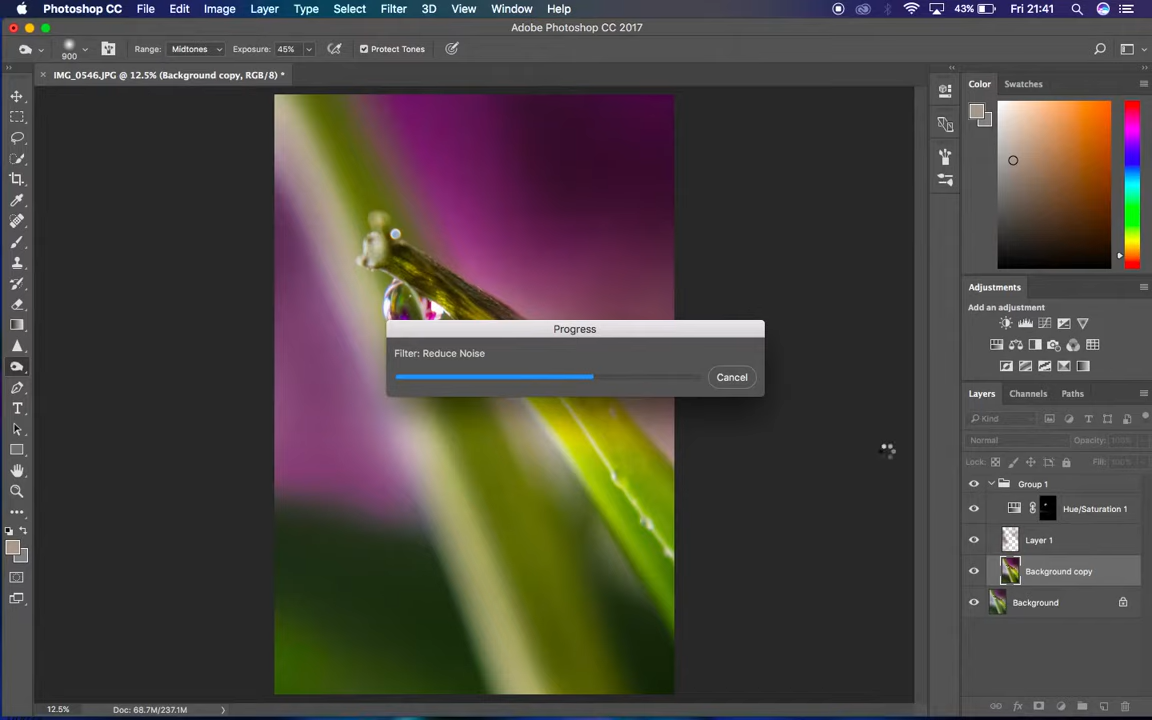 Photoshop CC File Edit Image Layer Type Select Filter 3D View Window Help 43% Fri 21:41
Adobe Photoshop CC 2017
900 Range: Midtones Exposure: 45% Protect Tones
IMG_0546.JPG @ 12.5% (Background copy, RGB/8) *
Color Swatches
Adjustments
Add an adjustment
Progress
Filter: Reduce Noise
Cancel
Layers Channels Paths
Kind
Normal Opacity: 100%
Lock: Fill:
Group 1
Hue/Saturation 1
Layer 1
Background copy
Background
12.5% Doc: 68.7M/237.1M